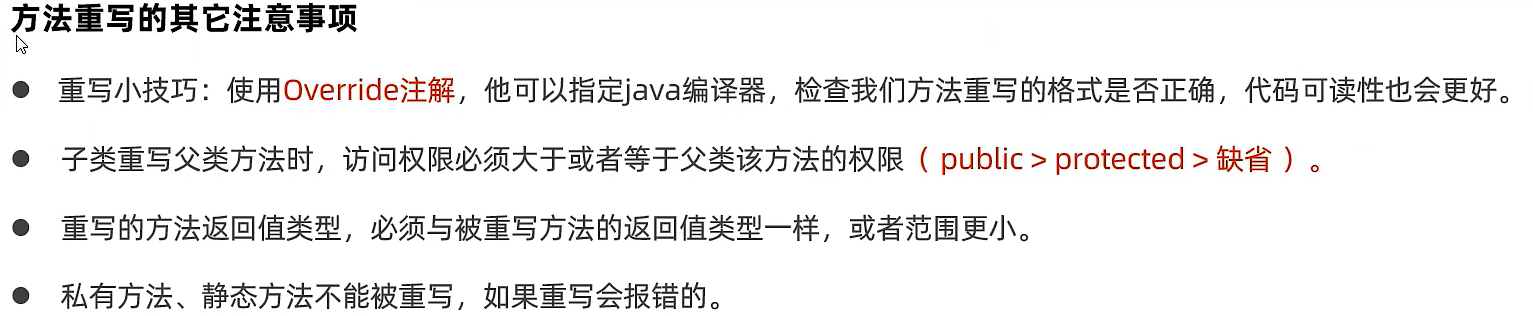 方法重写的其它注意事项
● 重写小技巧：使用Override注解，他可以指定java编译器，检查我们方法重写的格式是否正确，代码可读性也会更好。
● 子类重写父类方法时，访问权限必须大于或者等于父类该方法的权限（ public > protected > 缺省 ）。
● 重写的方法返回值类型，必须与被重写方法的返回值类型一样，或者范围更小。
● 私有方法、静态方法不能被重写，如果重写会报错的。